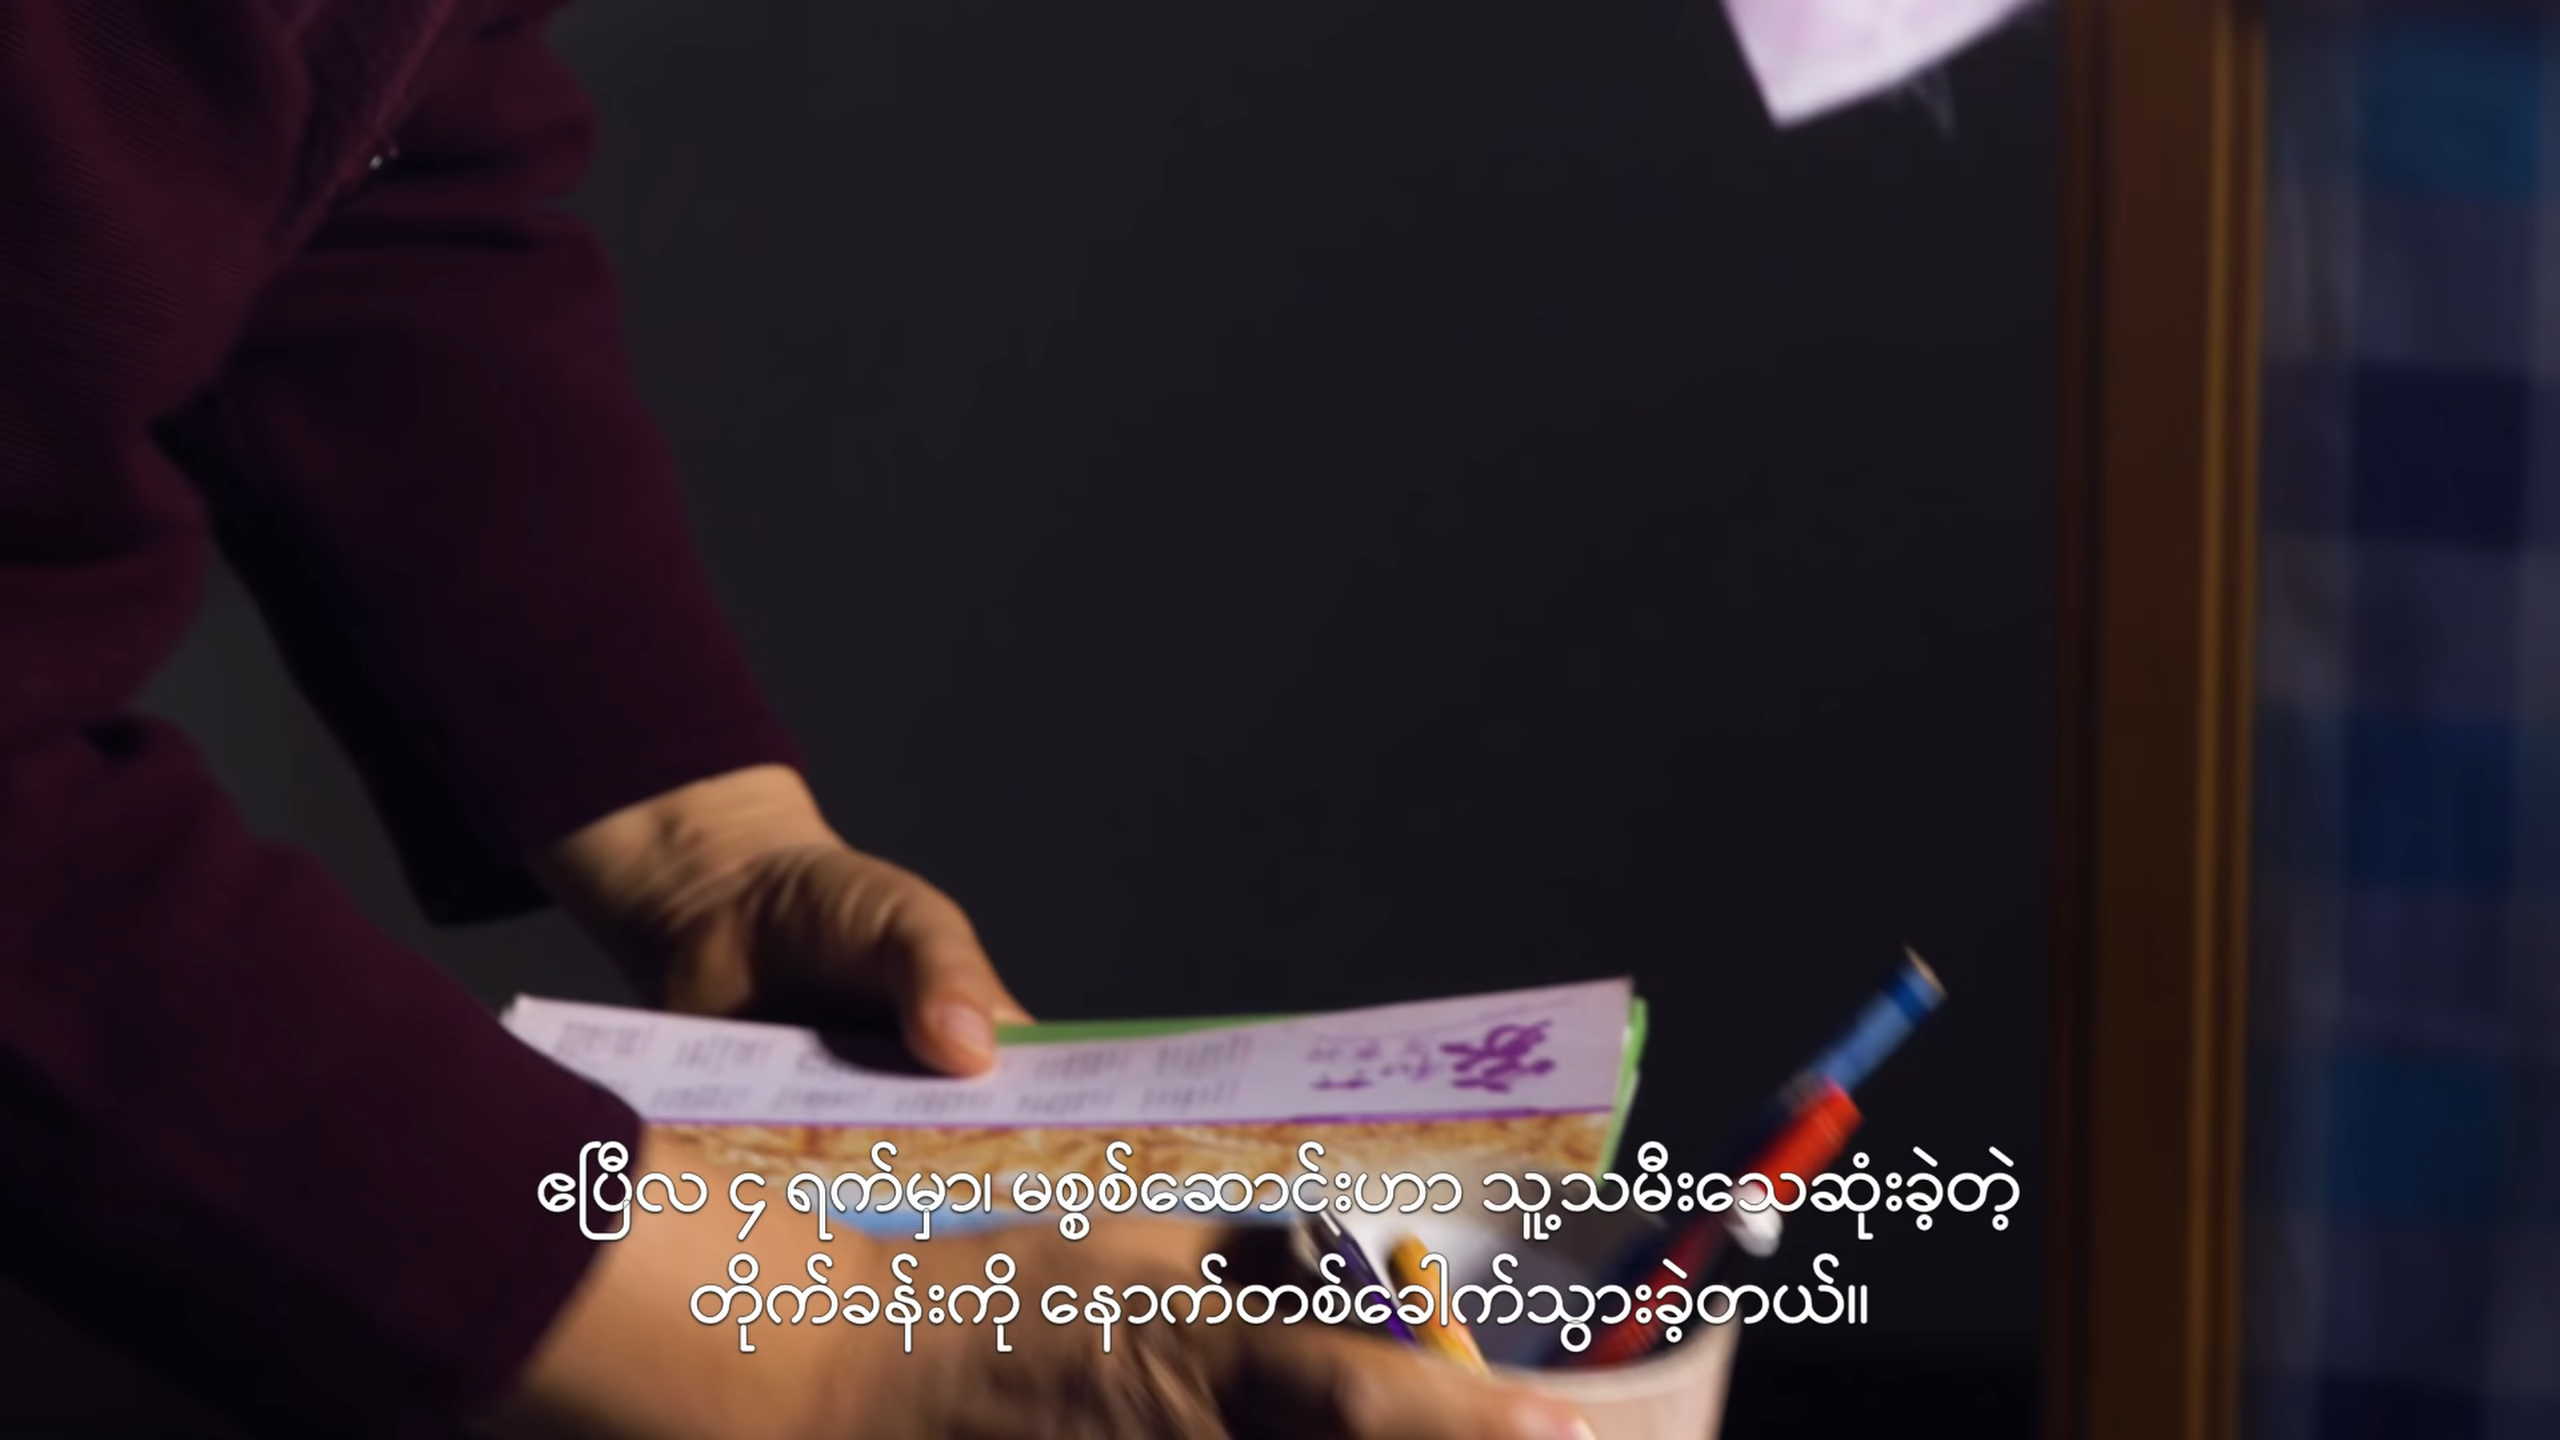 ဧပြီလ ၄ ရက်မှာ၊ မစ္စစ်ဆောင်းဟာ သူ့သမီးသေဆုံးခဲ့တဲ့
တိုက်ခန်းကို နောက်တစ်ခေါက်သွားခဲ့တယ်။